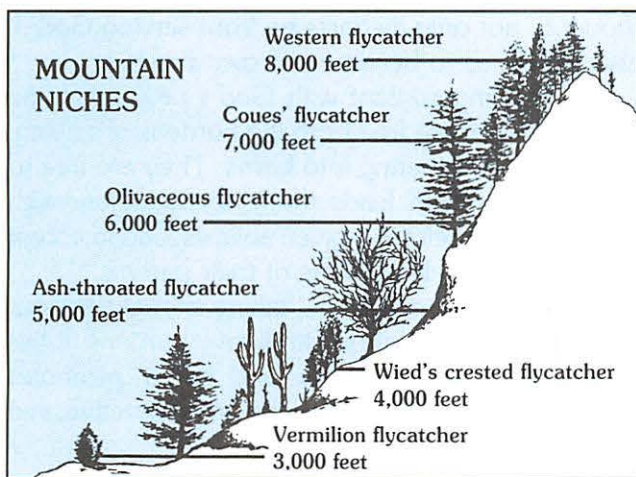 MOUNTAIN
NICHES
Western flycatcher
8,000 feet
Coues' flycatcher
7,000 feet
Olivaceous flycatcher
6,000 feet
Ash-throated flycatcher
5,000 feet
Wied's crested flycatcher
4,000 feet
Vermilion flycatcher
3,000 feet